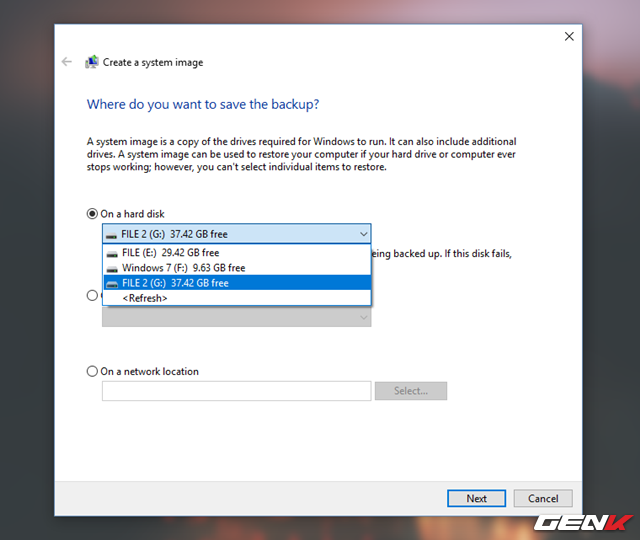 Create a system image
Where do you want to save the backup?
A system image is a copy of the drives required for Windows to run. It can also include additional
drives. A system image can be used to restore your computer if your hard drive or computer ever
stops working; however, you can't select individual items to restore.
On a hard disk
FILE 2 (G:) 37.42 GB free
FILE (E:) 29.42 GB free
eing backed up. If this disk fails,
Windows 7 (F:) 9.63 GB free
FILE 2 (G:) 37.42 GB free
<Refresh>
On a network location
Select...
Next
Cancel
GENK